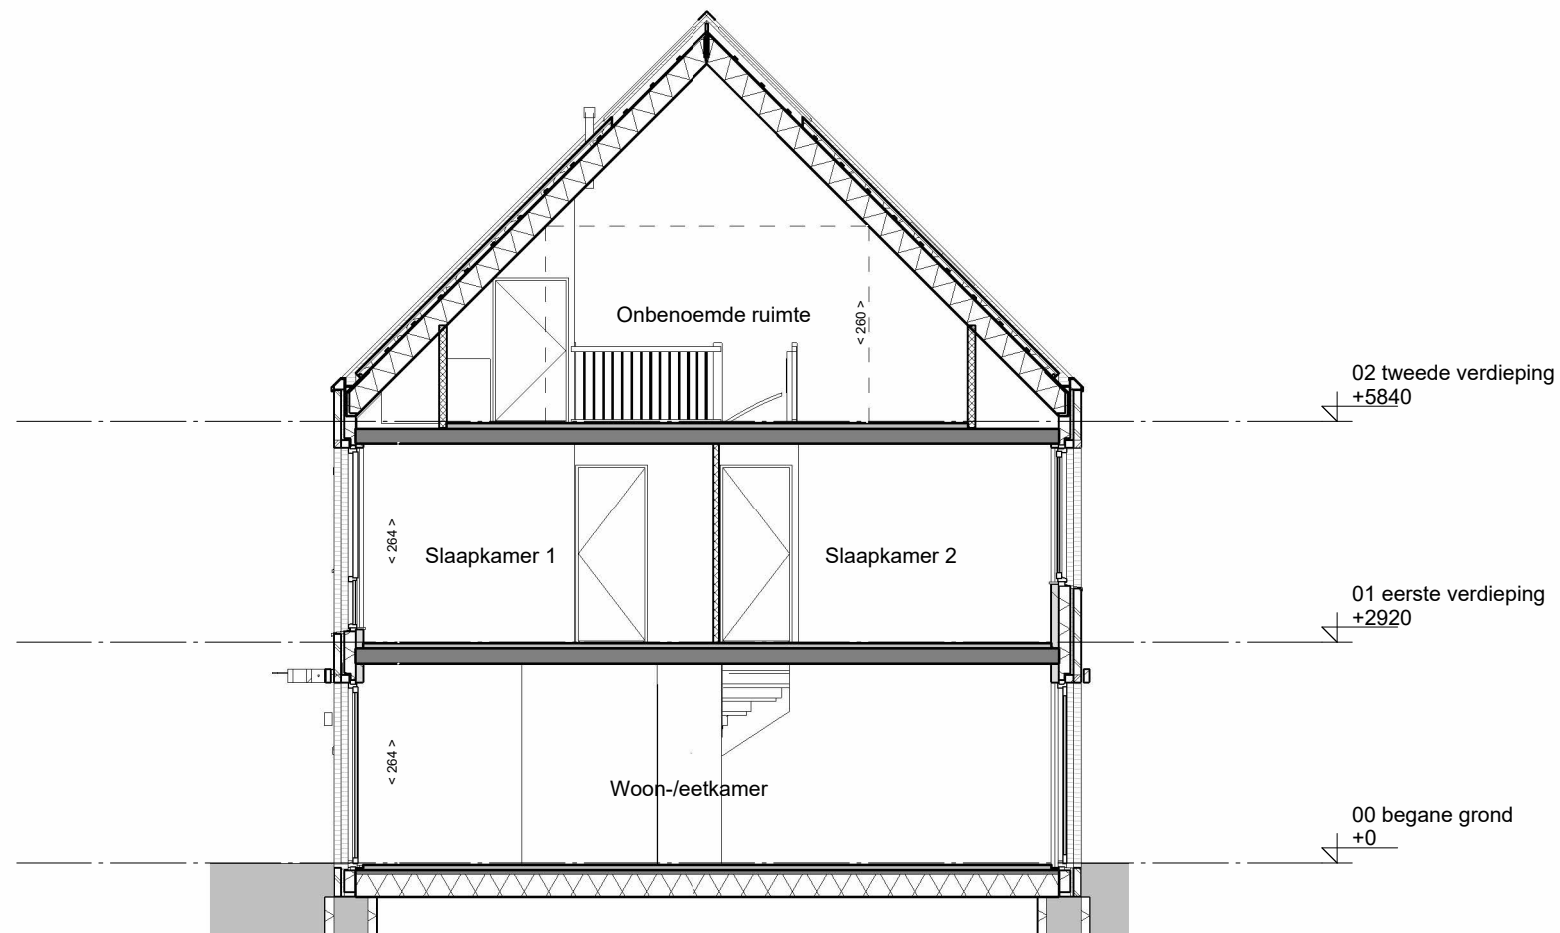 Onbenoemde ruimte
< 260 >
02 tweede verdieping
+5840
< 264 >
Slaapkamer 1
Slaapkamer 2
01 eerste verdieping
+2920
< 264 >
Woon-/eetkamer
00 begane grond
+0